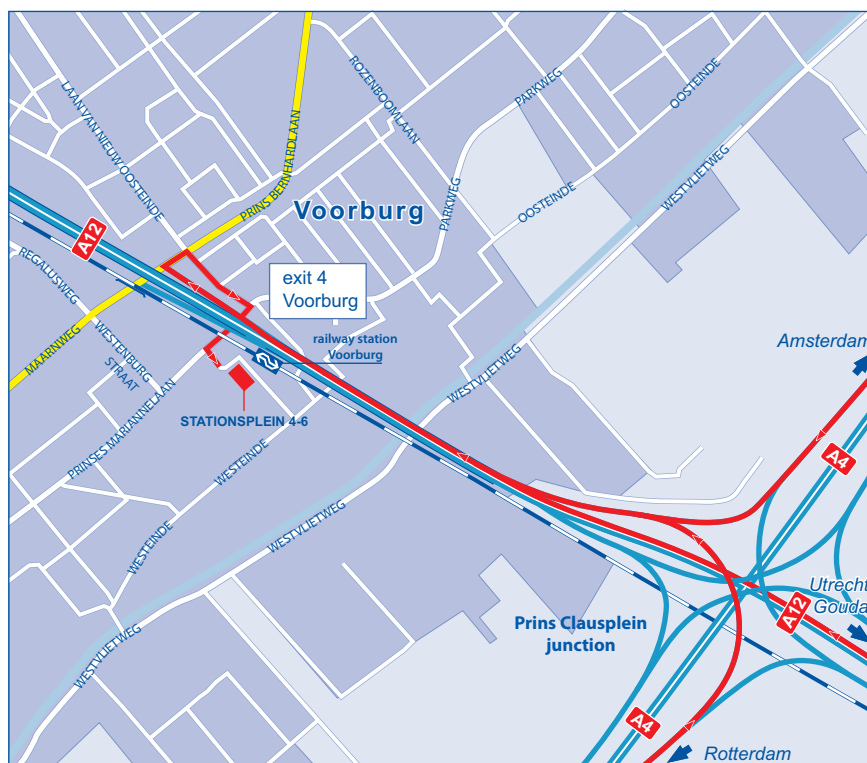 LAAN VAN NIEUW OOSTEINDE
PRINS BERNHARDLAAN
ROZENBOOMLAAN
PARKWEG
OOSTEINDE
WESTVLIETWEG
Voorburg
PARKWEG
OOSTEINDE
A12
REGALUSWEG
exit 4
Voorburg
MAARNWEG
WESTENBURG
STRAAT
railway station
Voorburg
Amsterdam
WESTVLIETWEG
STATIONSPLEIN 4-6
PRINSES MARIANNELAAN
WESTEINDE
A4
WESTVLIETWEG
WESTEINDE
Utrecht
Gouda
A12
Prins Clausplein
junction
WESTVLIETWEG
A4
Rotterdam